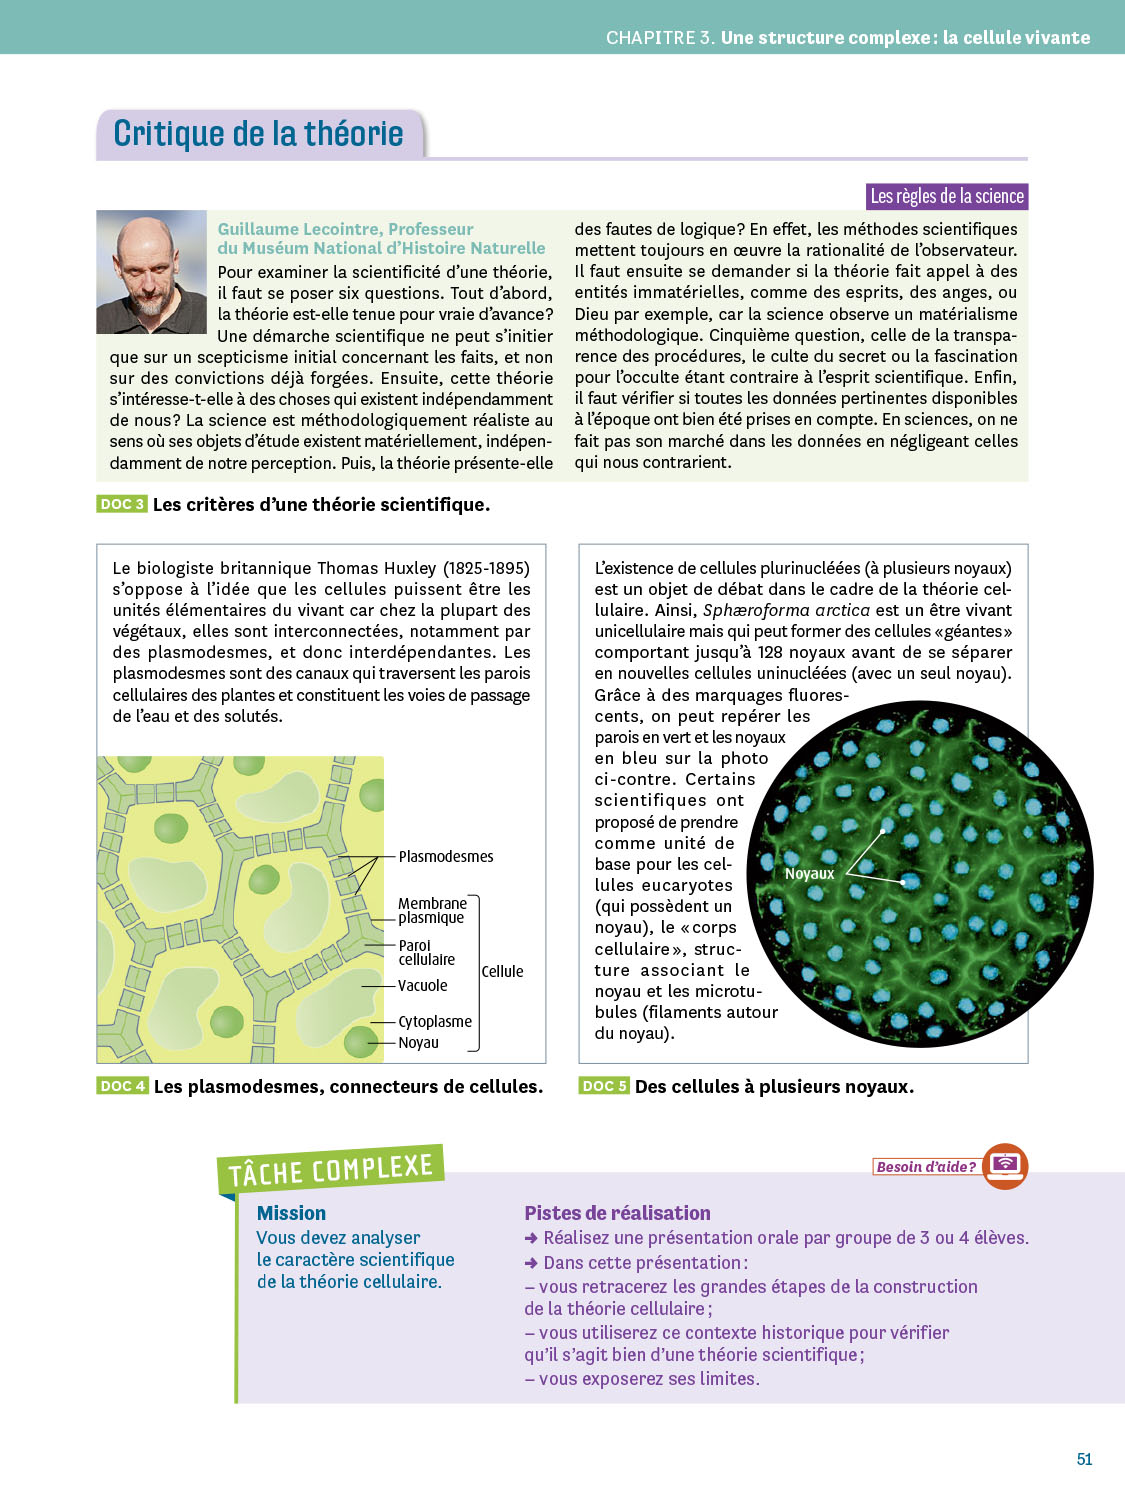 CHAPITRE 3. Une structure complexe : la cellule vivante
Critique de la théorie
Les règles de la science
Guillaume Lecointre, Professeur
du Muséum National d’Histoire Naturelle
Pour examiner la scientificité d’une théorie,
il faut se poser six questions. Tout d’abord,
la théorie est-elle tenue pour vraie d’avance ?
Une démarche scientifique ne peut s’initier
que sur un scepticisme initial concernant les faits, et non
sur des convictions déjà forgées. Ensuite, cette théorie
s’intéresse-t-elle à des choses qui existent indépendamment
de nous ? La science est méthodologiquement réaliste au
sens où ses objets d’étude existent matériellement, indépen-
damment de notre perception. Puis, la théorie présente-elle
des fautes de logique ? En effet, les méthodes scientifiques
mettent toujours en œuvre la rationalité de l’observateur.
Il faut ensuite se demander si la théorie fait appel à des
entités immatérielles, comme des esprits, des anges, ou
Dieu par exemple, car la science observe un matérialisme
méthodologique. Cinquième question, celle de la transpa-
rence des procédures, le culte du secret ou la fascination
pour l’occulte étant contraire à l’esprit scientifique. Enfin,
il faut vérifier si toutes les données pertinentes disponibles
à l’époque ont bien été prises en compte. En sciences, on ne
fait pas son marché dans les données en négligeant celles
qui nous contrarient.
DOC 3 Les critères d’une théorie scientifique.
Le biologiste britannique Thomas Huxley (1825-1895)
s’oppose à l’idée que les cellules puissent être les
unités élémentaires du vivant car chez la plupart des
végétaux, elles sont interconnectées, notamment par
des plasmodesmes, et donc interdépendantes. Les
plasmodesmes sont des canaux qui traversent les parois
cellulaires des plantes et constituent les voies de passage
de l’eau et des solutés.
Plasmodesmes
Membrane
plasmique
Paroi
cellulaire
Cellule
Vacuole
Cytoplasme
Noyau
DOC 4 Les plasmodesmes, connecteurs de cellules.
L’existence de cellules plurinucléées (à plusieurs noyaux)
est un objet de débat dans le cadre de la théorie cel-
lulaire. Ainsi, Sphæroforma arctica est un être vivant
unicellulaire mais qui peut former des cellules « géantes »
comportant jusqu’à 128 noyaux avant de se séparer
en nouvelles cellules uninucléées (avec un seul noyau).
Grâce à des marquages fluores-
cents, on peut repérer les
parois en vert et les noyaux
en bleu sur la photo
ci-contre. Certains
scientifiques ont
proposé de prendre
comme unité de
base pour les cel-
lules eucaryotes
(qui possèdent un
noyau), le « corps
cellulaire », struc-
ture associant le
noyau et les microtu-
bules (filaments autour
du noyau).
Noyaux
DOC 5 Des cellules à plusieurs noyaux.
TÂCHE COMPLEXE
Besoin d’aide ?
Mission
Vous devez analyser
le caractère scientifique
de la théorie cellulaire.
Pistes de réalisation
➜ Réalisez une présentation orale par groupe de 3 ou 4 élèves.
➜ Dans cette présentation :
– vous retracerez les grandes étapes de la construction
de la théorie cellulaire ;
– vous utiliserez ce contexte historique pour vérifier
qu’il s’agit bien d’une théorie scientifique ;
– vous exposerez ses limites.
51